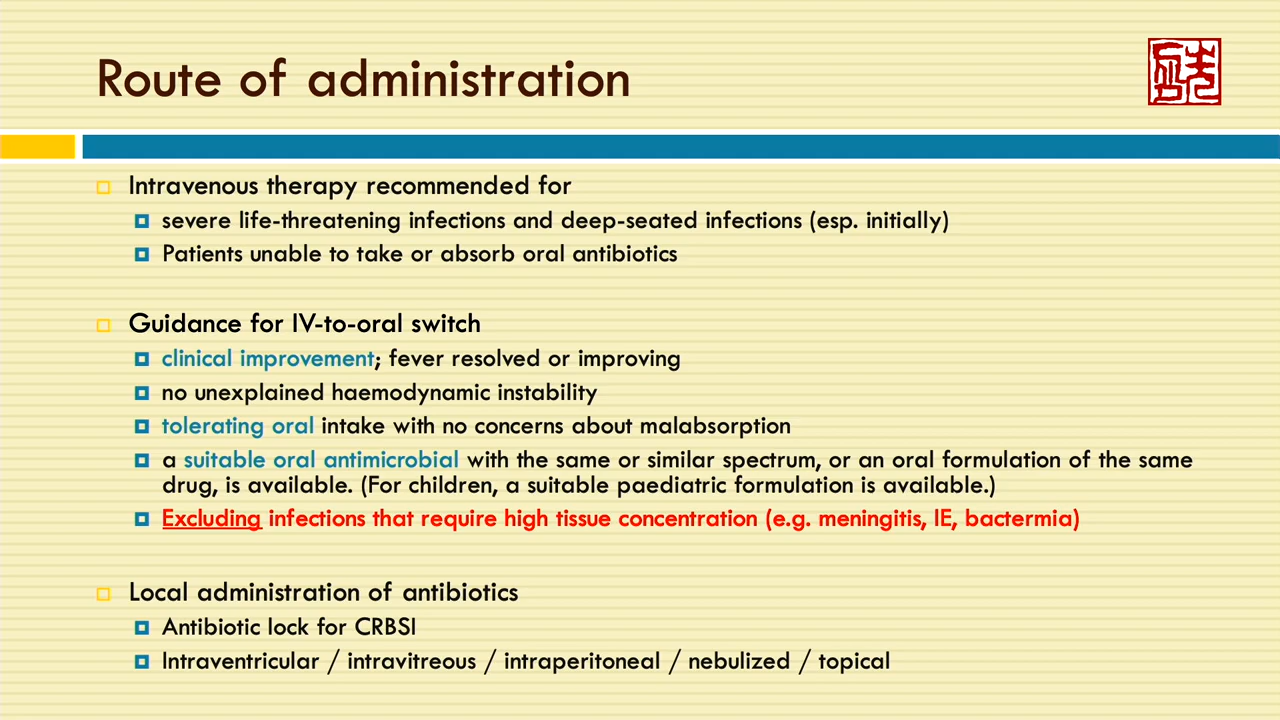 Route of administration
Intravenous therapy recommended for
severe life-threatening infections and deep-seated infections (esp. initially)
Patients unable to take or absorb oral antibiotics
Guidance for IV-to-oral switch
clinical improvement; fever resolved or improving
no unexplained haemodynamic instability
tolerating oral intake with no concerns about malabsorption
a suitable oral antimicrobial with the same or similar spectrum, or an oral formulation of the same
drug, is available. (For children, a suitable paediatric formulation is available.)
Excluding infections that require high tissue concentration (e.g. meningitis, IE, bactermia)
Local administration of antibiotics
Antibiotic lock for CRBSI
Intraventricular / intravitreous / intraperitoneal / nebulized / topical